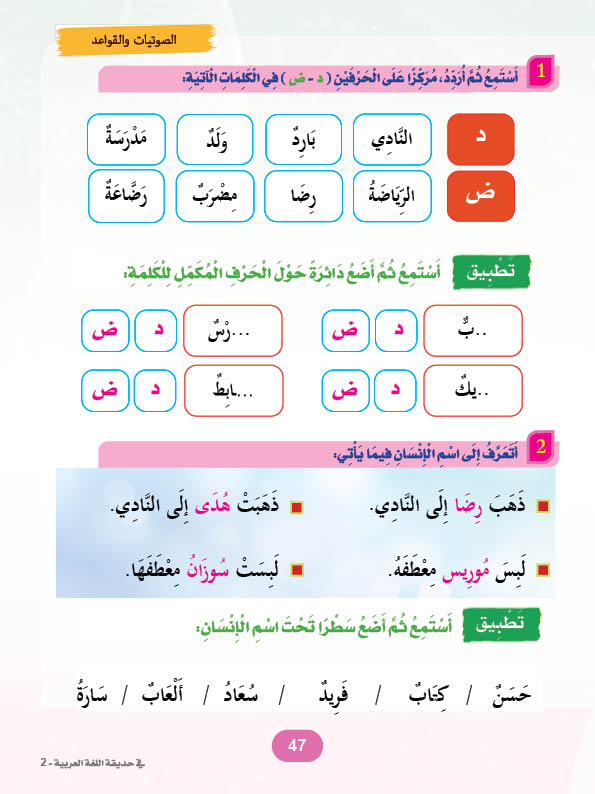 الصوتيات والقواعد
1 أَسْتَمِعُ ثُمَّ أُرَدِّدُ، مُرَكِّزًا عَلَى الْحَرْفَيْنِ ( د - ض ) فِي الْكَلِمَاتِ الْآتِيَةِ:
د النَّادِي بَارِدٌ وَلَدٌ مَدْرَسَةٌ
ض الرِّيَاضَةُ رِضَا مِضْرَبٌ رَضَّاعَةٌ
تَطْبِيق أَسْتَمِعُ ثُمَّ أَضَعُ دَائِرَةً حَوْلَ الْحَرْفِ الْمُكَمِّلِ لِلْكَلِمَةِ:
..بٌّ د ض ...رْسٌ د ض
..يكٌ د ض ...ابِطٌ د ض
2 أَتَعَرَّفُ إِلَى اسْمِ الْإِنْسَانِ فِيمَا يَأْتِي:
ذَهَبَ رِضَا إِلَى النَّادِي. ذَهَبَتْ هُدَى إِلَى النَّادِي.
لَبِسَ مُورِيس مِعْطَفَهُ. لَبِسَتْ سُوزَانُ مِعْطَفَهَا.
تَطْبِيق أَسْتَمِعُ ثُمَّ أَضَعُ سَطْرًا تَحْتَ اسْمِ الْإِنْسَانِ:
حَسَنٌ / كِتَابٌ / فَرِيدٌ / سُعَادُ / أَلْعَابٌ / سَارَةُ
47
في حديقة اللغة العربية - 2